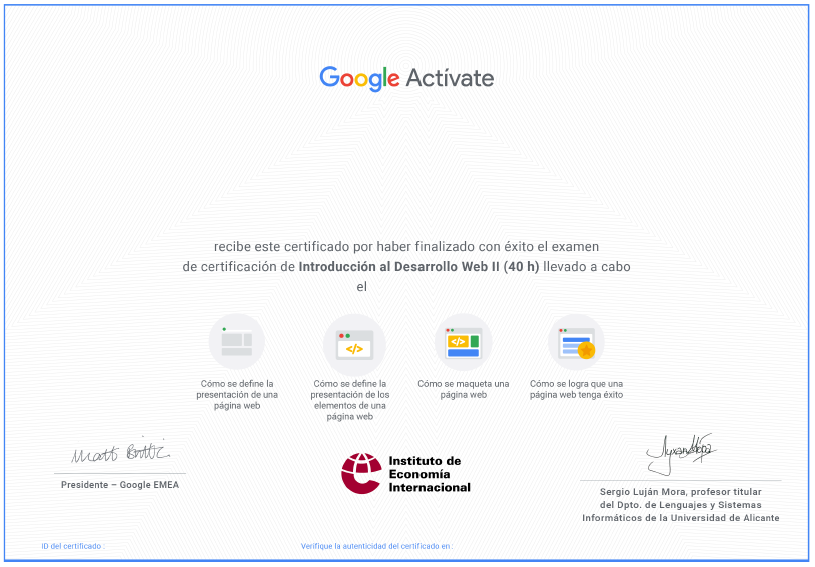 Google Actívate
recibe este certificado por haber finalizado con éxito el examen
de certificación de Introducción al Desarrollo Web II (40 h) llevado a cabo
el
</>
Cómo se define la
presentación de una
página web
Cómo se define la
presentación de los
elementos de una
página web
</>
Cómo se maqueta una
página web
Cómo se logra que una
página web tenga éxito
Matt Brittin
Presidente – Google EMEA
Instituto de
Economía
Internacional
Sergio Luján Mora, profesor titular
del Dpto. de Lenguajes y Sistemas
Informáticos de la Universidad de Alicante
ID del certificado :
Verifique la autenticidad del certificado en :